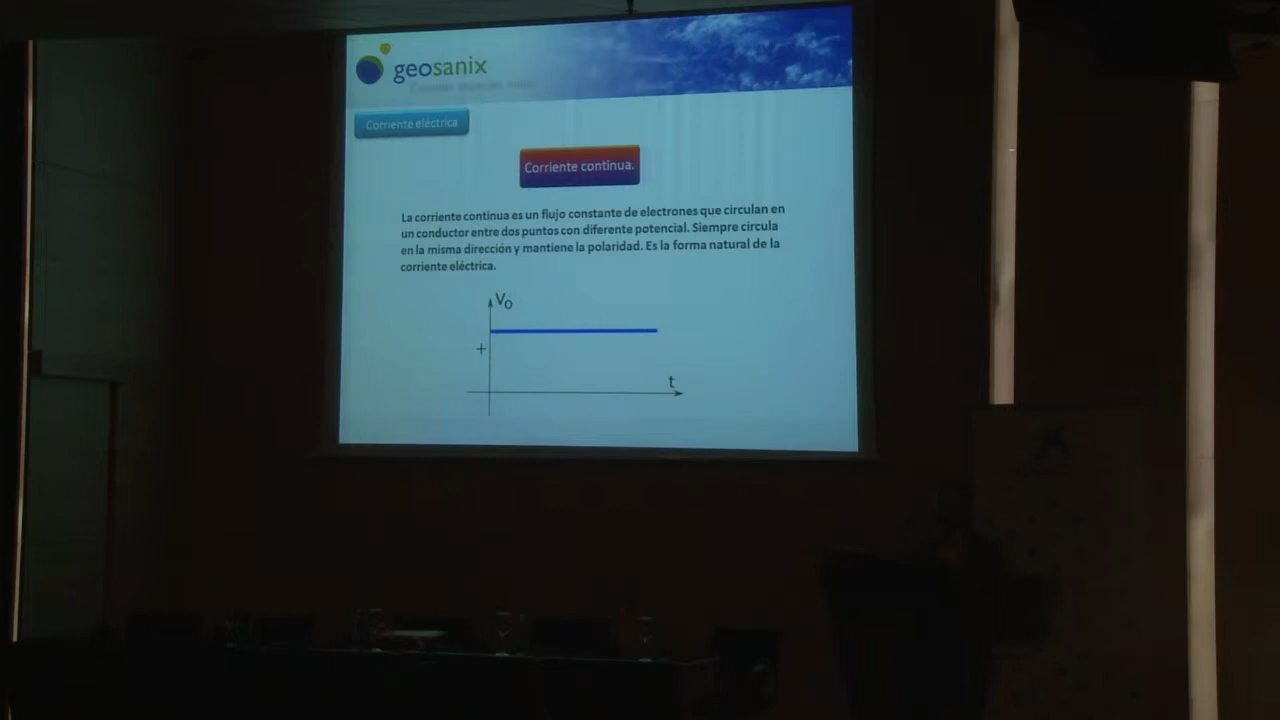 geosanix
Corriente eléctrica
Corriente continua.
La corriente continua es un flujo constante de electrones que circulan en
un conductor entre dos puntos con diferente potencial. Siempre circula
en la misma dirección y mantiene la polaridad. Es la forma natural de la
corriente eléctrica.
V0
+
t